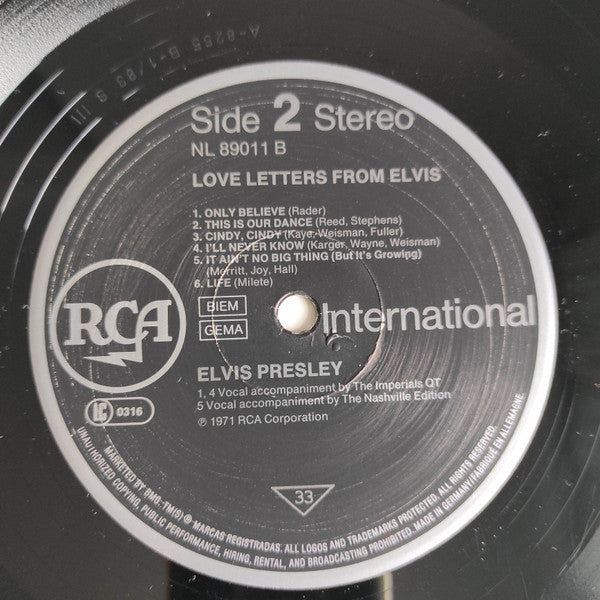 Side 2 Stereo
NL 89011 B
LOVE LETTERS FROM ELVIS
1. ONLY BELIEVE (Rader)
2. THIS IS OUR DANCE (Reed, Stephens)
3. CINDY, CINDY (Kaye, Weisman, Fuller)
4. I'LL NEVER KNOW (Karger, Wayne, Weisman)
5. IT AIN'T NO BIG THING (But It's Growing)
(Merritt, Joy, Hall)
6. LIFE (Milete)
BIEM
GEMA
RCA International
ELVIS PRESLEY
1, 4 Vocal accompaniment by The Imperials QT
5 Vocal accompaniment by The Nashville Edition
℗ 1971 RCA Corporation
LC 0316
33
MARKETED BY BMG. TM(S) ® MARCAS REGISTRADAS. ALL LOGOS AND TRADEMARKS PROTECTED. ALL RIGHTS RESERVED.
UNAUTHORIZED COPYING, PUBLIC PERFORMANCE, HIRING, RENTAL, AND BROADCASTING PROHIBITED. MADE IN GERMANY/FABRIQUÉ EN ALLEMAGNE